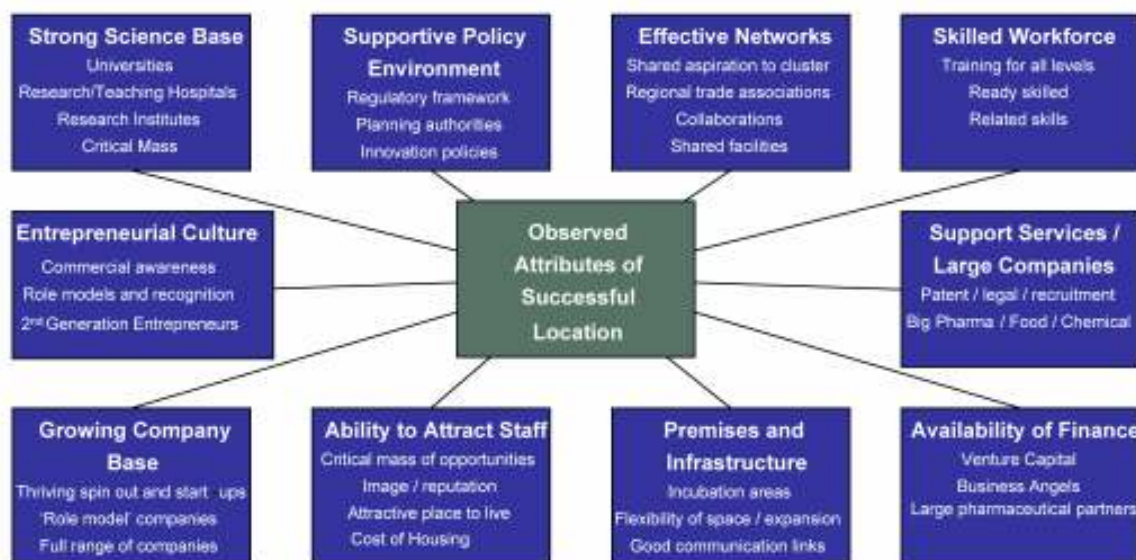 Strong Science Base
Universities
Research/Teaching Hospitals
Research Institutes
Critical Mass
Supportive Policy
Environment
Regulatory framework
Planning authorities
Innovation policies
Effective Networks
Shared aspiration to cluster
Regional trade associations
Collaborations
Shared facilities
Skilled Workforce
Training for all levels
Ready skilled
Related skills
Entrepreneurial Culture
Commercial awareness
Role models and recognition
2nd Generation Entrepreneurs
Observed
Attributes of
Successful
Location
Support Services /
Large Companies
Patent / legal / recruitment
Big Pharma / Food / Chemical
Growing Company
Base
Thriving spin out and start ups
'Role model' companies
Full range of companies
Ability to Attract Staff
Critical mass of opportunities
Image / reputation
Attractive place to live
Cost of Housing
Premises and
Infrastructure
Incubation areas
Flexibility of space / expansion
Good communication links
Availability of Finance
Venture Capital
Business Angels
Large pharmaceutical partners